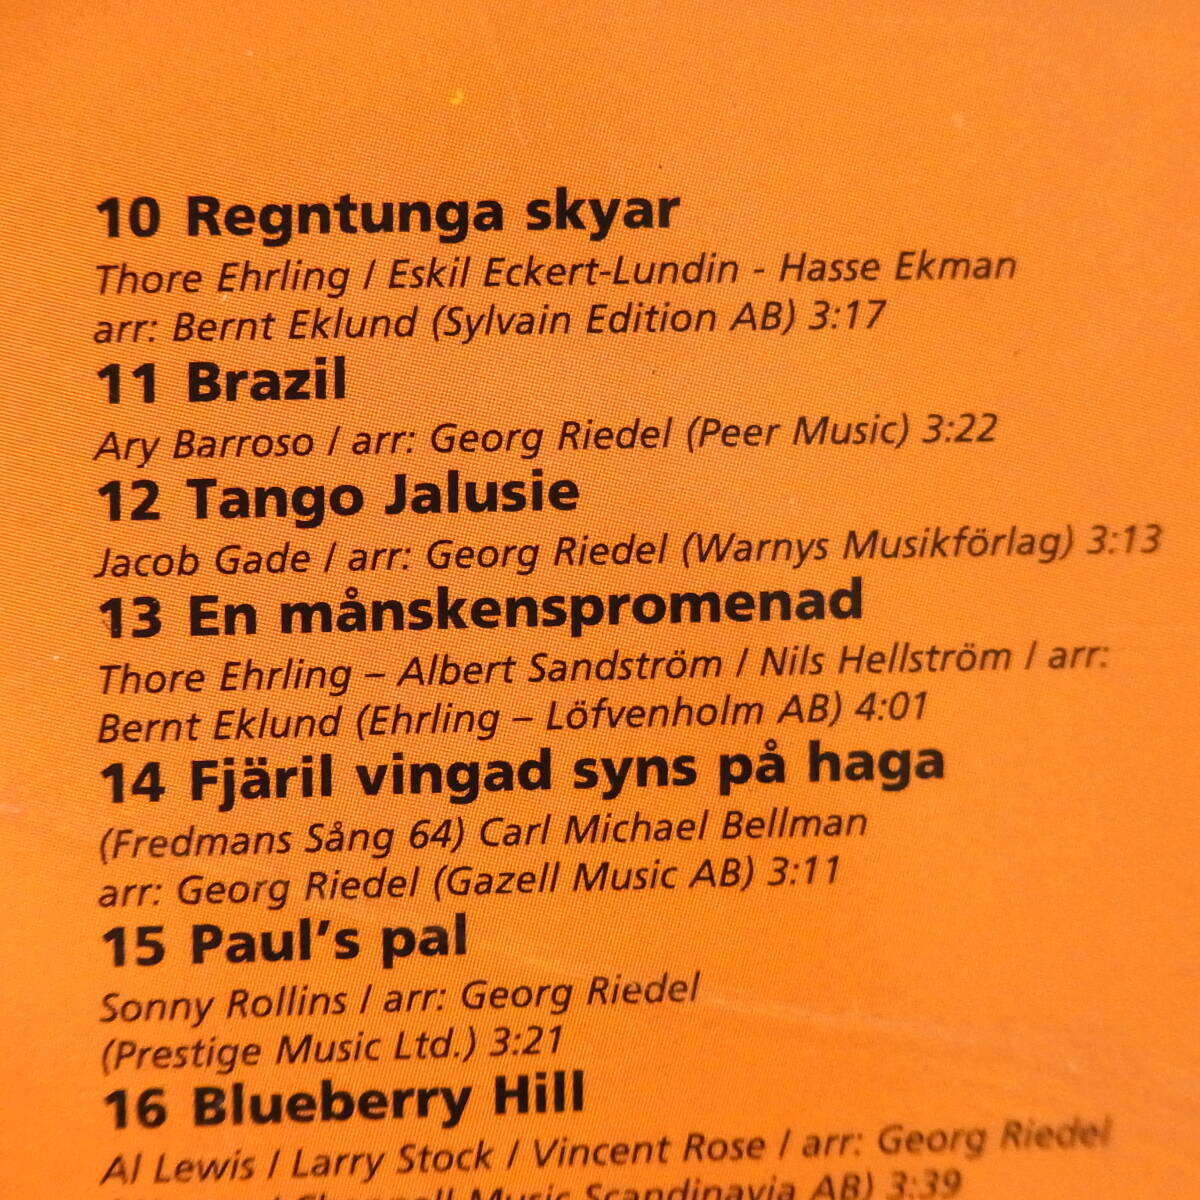 10 Regntunga skyar
Thore Ehrling / Eskil Eckert-Lundin - Hasse Ekman
arr: Bernt Eklund (Sylvain Edition AB) 3:17
11 Brazil
Ary Barroso / arr: Georg Riedel (Peer Music) 3:22
12 Tango Jalusie
Jacob Gade / arr: Georg Riedel (Warnys Musikförlag) 3:13
13 En månskenspromenad
Thore Ehrling – Albert Sandström / Nils Hellström / arr:
Bernt Eklund (Ehrling – Löfvenholm AB) 4:01
14 Fjäril vingad syns på haga
(Fredmans Sång 64) Carl Michael Bellman
arr: Georg Riedel (Gazell Music AB) 3:11
15 Paul's pal
Sonny Rollins / arr: Georg Riedel
(Prestige Music Ltd.) 3:21
16 Blueberry Hill
Al Lewis / Larry Stock / Vincent Rose / arr: Georg Riedel
Music Scandinavia AB) 3:39